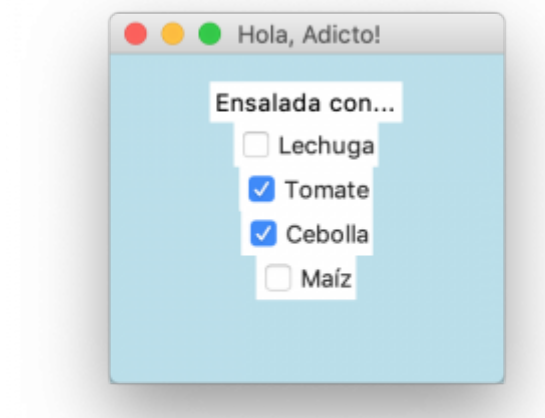 Hola, Adicto!
Ensalada con...
Lechuga
Tomate
Cebolla
Maíz